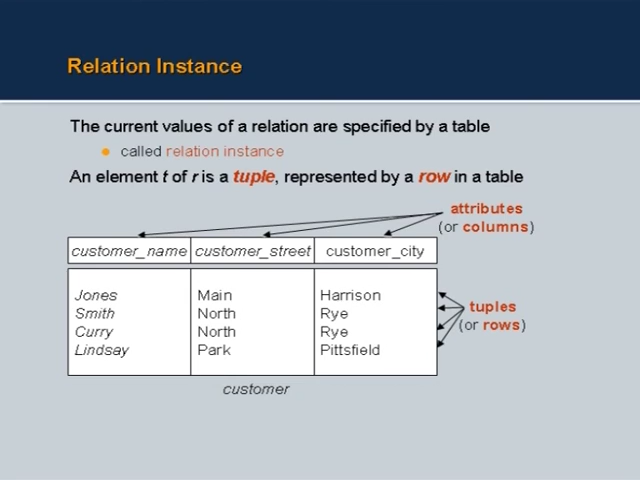 Relation Instance
The current values of a relation are specified by a table
called relation instance
An element t of r is a tuple, represented by a row in a table
attributes
(or columns)
customer_name customer_street customer_city
Jones Main Harrison
Smith North Rye
Curry North Rye
Lindsay Park Pittsfield
tuples
(or rows)
customer